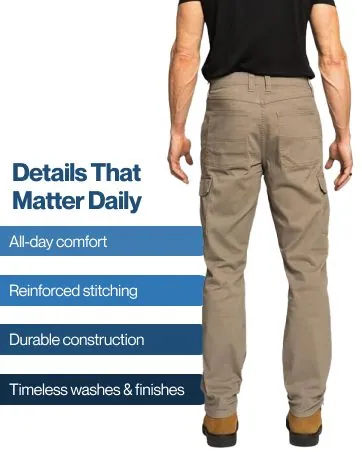 Details That
Matter Daily
All-day comfort
Reinforced stitching
Durable construction
Timeless washes & finishes